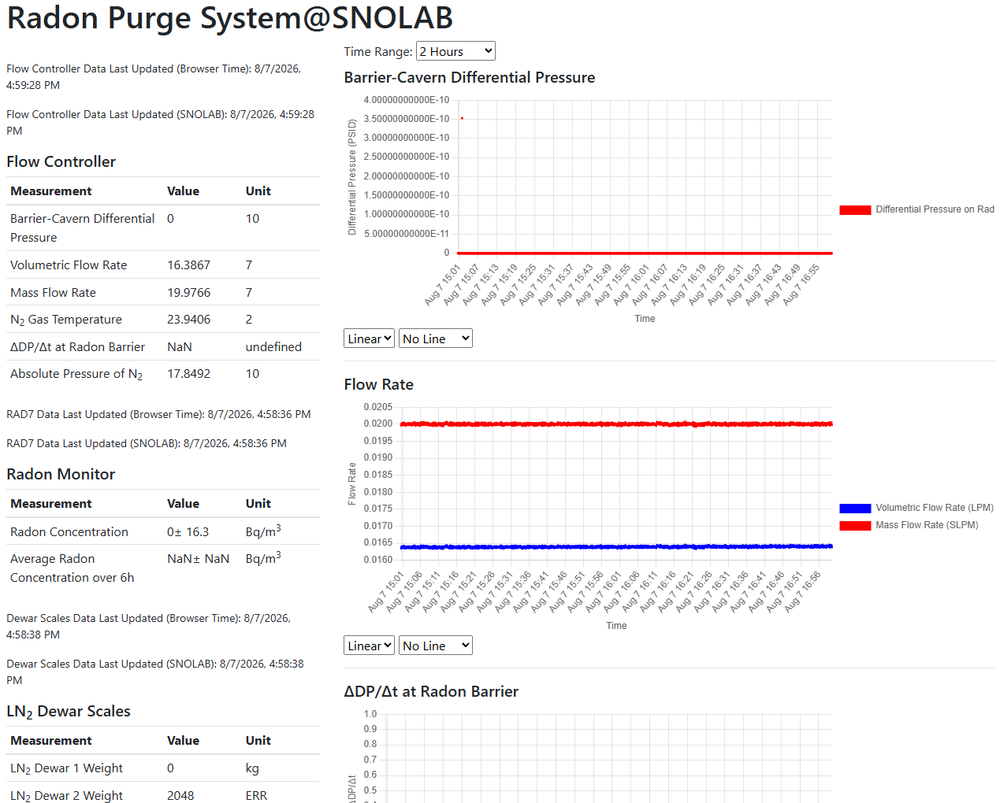 Radon Purge System@SNOLAB
Flow Controller Data Last Updated (Browser Time): 8/7/2026,
4:59:28 PM
Flow Controller Data Last Updated (SNOLAB): 8/7/2026, 4:59:28
PM
Flow Controller
Measurement Value Unit
Barrier-Cavern Differential 0 10
Pressure
Volumetric Flow Rate 16.3867 7
Mass Flow Rate 19.9766 7
N2 Gas Temperature 23.9406 2
ΔDP/Δt at Radon Barrier NaN undefined
Absolute Pressure of N2 17.8492 10
RAD7 Data Last Updated (Browser Time): 8/7/2026, 4:58:36 PM
RAD7 Data Last Updated (SNOLAB): 8/7/2026, 4:58:36 PM
Radon Monitor
Measurement Value Unit
Radon Concentration 0± 16.3 Bq/m3
Average Radon NaN± NaN Bq/m3
Concentration over 6h
Dewar Scales Data Last Updated (Browser Time): 8/7/2026,
4:58:38 PM
Dewar Scales Data Last Updated (SNOLAB): 8/7/2026, 4:58:38
PM
LN2 Dewar Scales
Measurement Value Unit
LN2 Dewar 1 Weight 0 kg
LN2 Dewar 2 Weight 2048 ERR
Time Range: 2 Hours
Barrier-Cavern Differential Pressure
4.00000000000E-10
3.50000000000E-10
3.00000000000E-10
2.50000000000E-10
2.00000000000E-10
1.50000000000E-10
1.00000000000E-10
5.00000000000E-11
0
Differential Pressure (PSID)
Aug 7 15:01
Aug 7 15:07
Aug 7 15:13
Aug 7 15:19
Aug 7 15:25
Aug 7 15:31
Aug 7 15:37
Aug 7 15:43
Aug 7 15:49
Aug 7 15:55
Aug 7 16:01
Aug 7 16:07
Aug 7 16:13
Aug 7 16:19
Aug 7 16:25
Aug 7 16:31
Aug 7 16:37
Aug 7 16:43
Aug 7 16:49
Aug 7 16:55
Time
Differential Pressure on Rad
Linear No Line
Flow Rate
0.0205
0.0200
0.0195
0.0190
0.0185
0.0180
0.0175
0.0170
0.0165
0.0160
Flow Rate
Aug 7 15:01
Aug 7 15:06
Aug 7 15:11
Aug 7 15:16
Aug 7 15:21
Aug 7 15:26
Aug 7 15:31
Aug 7 15:36
Aug 7 15:41
Aug 7 15:46
Aug 7 15:51
Aug 7 15:56
Aug 7 16:01
Aug 7 16:06
Aug 7 16:11
Aug 7 16:16
Aug 7 16:21
Aug 7 16:26
Aug 7 16:31
Aug 7 16:36
Aug 7 16:41
Aug 7 16:46
Aug 7 16:51
Aug 7 16:56
Time
Volumetric Flow Rate (LPM)
Mass Flow Rate (SLPM)
Linear No Line
ΔDP/Δt at Radon Barrier
1.0
0.9
0.8
0.7
0.6
0.5
ΔDP/Δt